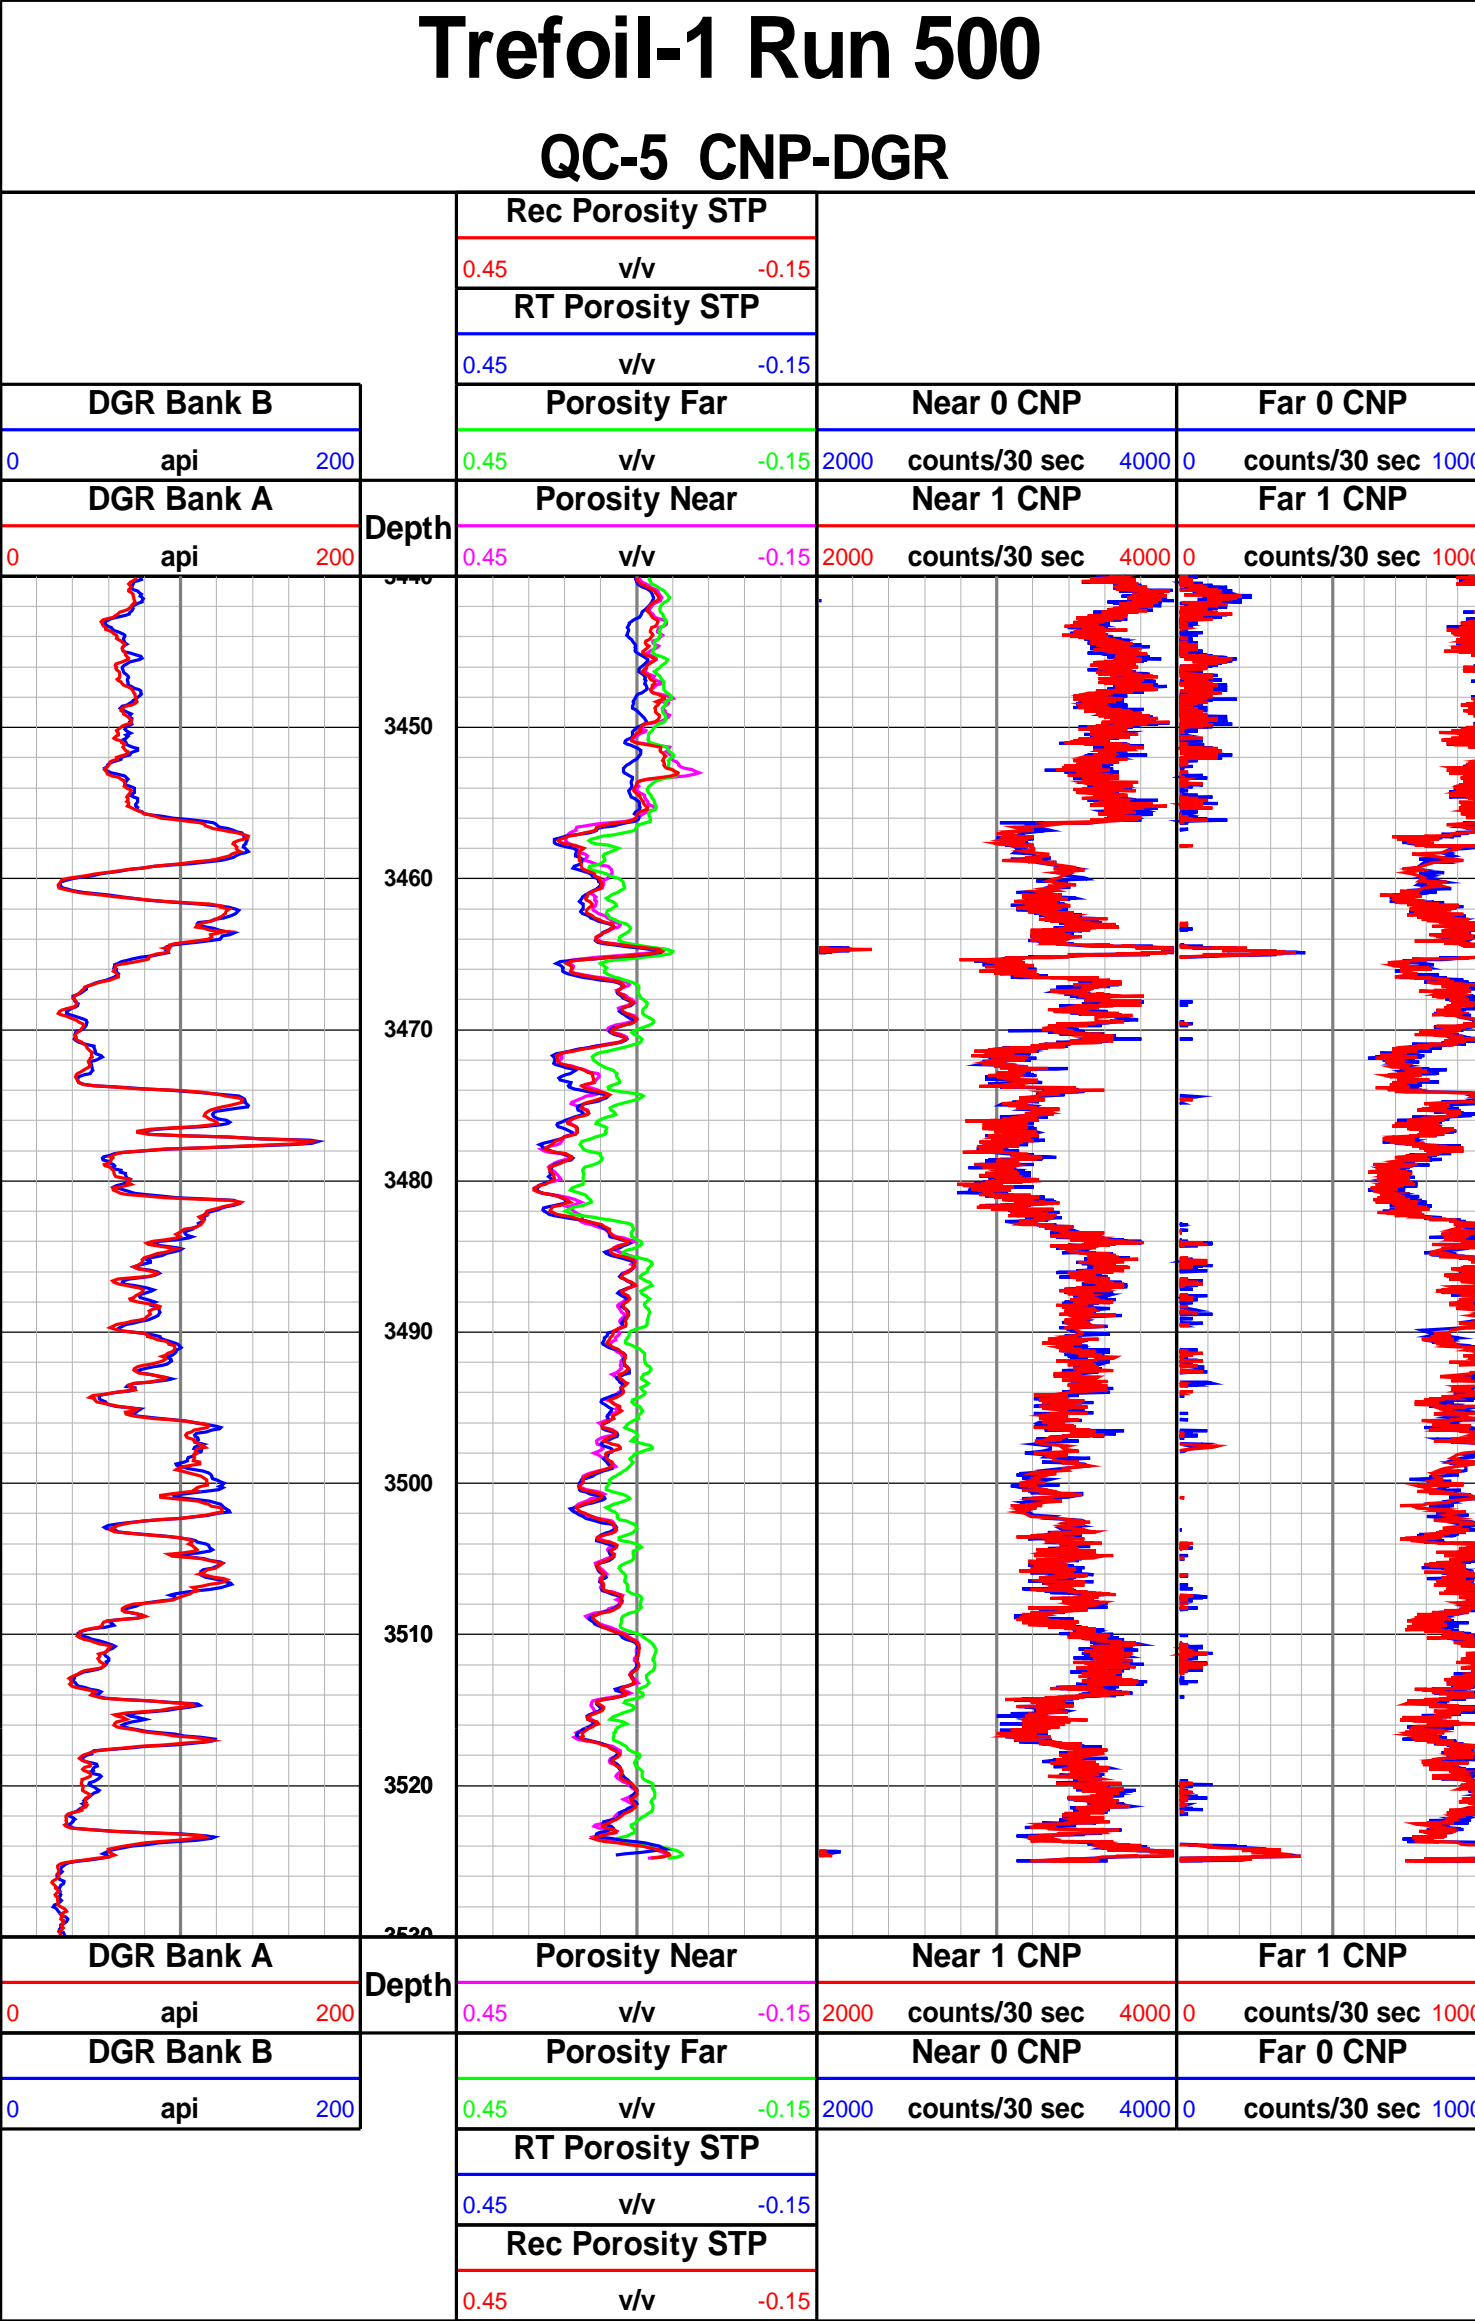 Trefoil-1 Run 500
QC-5 CNP-DGR
Rec Porosity STP
0.45 v/v -0.15
RT Porosity STP
0.45 v/v -0.15
DGR Bank B Porosity Far Near 0 CNP Far 0 CNP
0 api 200 0.45 v/v -0.15 2000 counts/30 sec 4000 0 counts/30 sec
DGR Bank A Depth Porosity Near Near 1 CNP Far 1 CNP
0 api 200 0.45 v/v -0.15 2000 counts/30 sec 4000 0 counts/30 sec
3450
3460
3470
3480
3490
3500
3510
3520
DGR Bank A Depth Porosity Near Near 1 CNP Far 1 CNP
0 api 200 0.45 v/v -0.15 2000 counts/30 sec 4000 0 counts/30 sec
DGR Bank B Porosity Far Near 0 CNP Far 0 CNP
0 api 200 0.45 v/v -0.15 2000 counts/30 sec 4000 0 counts/30 sec
RT Porosity STP
0.45 v/v -0.15
Rec Porosity STP
0.45 v/v -0.15